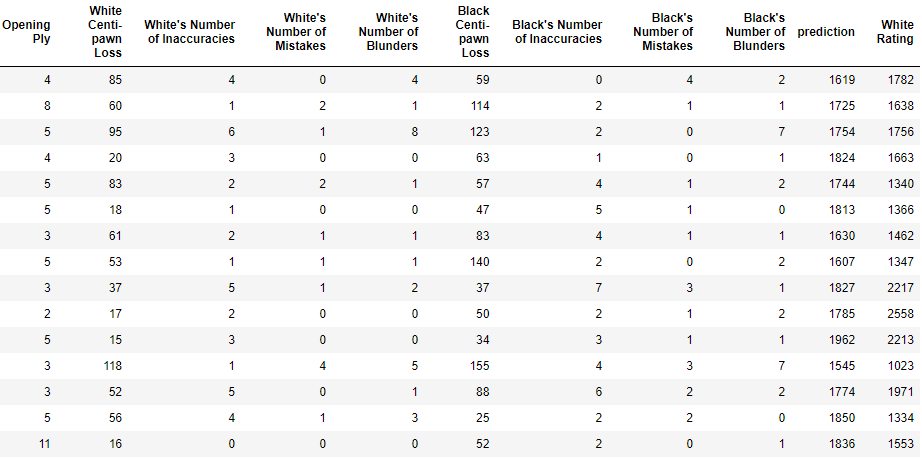 Opening Ply White Centi-pawn Loss White's Number of Inaccuracies White's Number of Mistakes White's Number of Blunders Black Centi-pawn Loss Black's Number of Inaccuracies Black's Number of Mistakes Black's Number of Blunders prediction White Rating
4 85 4 0 4 59 0 4 2 1619 1782
8 60 1 2 1 114 2 1 1 1725 1638
5 95 6 1 8 123 2 0 7 1754 1756
4 20 3 0 0 63 1 0 1 1824 1663
5 83 2 2 1 57 4 1 2 1744 1340
5 18 1 0 0 47 5 1 0 1813 1366
3 61 2 1 1 83 4 1 1 1630 1462
5 53 1 1 1 140 2 0 2 1607 1347
3 37 5 1 2 37 7 3 1 1827 2217
2 17 2 0 0 50 2 1 2 1785 2558
5 15 3 0 0 34 3 1 1 1962 2213
3 118 1 4 5 155 4 3 7 1545 1023
3 52 5 0 1 88 6 2 2 1774 1971
5 56 4 1 3 25 2 2 0 1850 1334
11 16 0 0 0 52 2 0 1 1836 1553